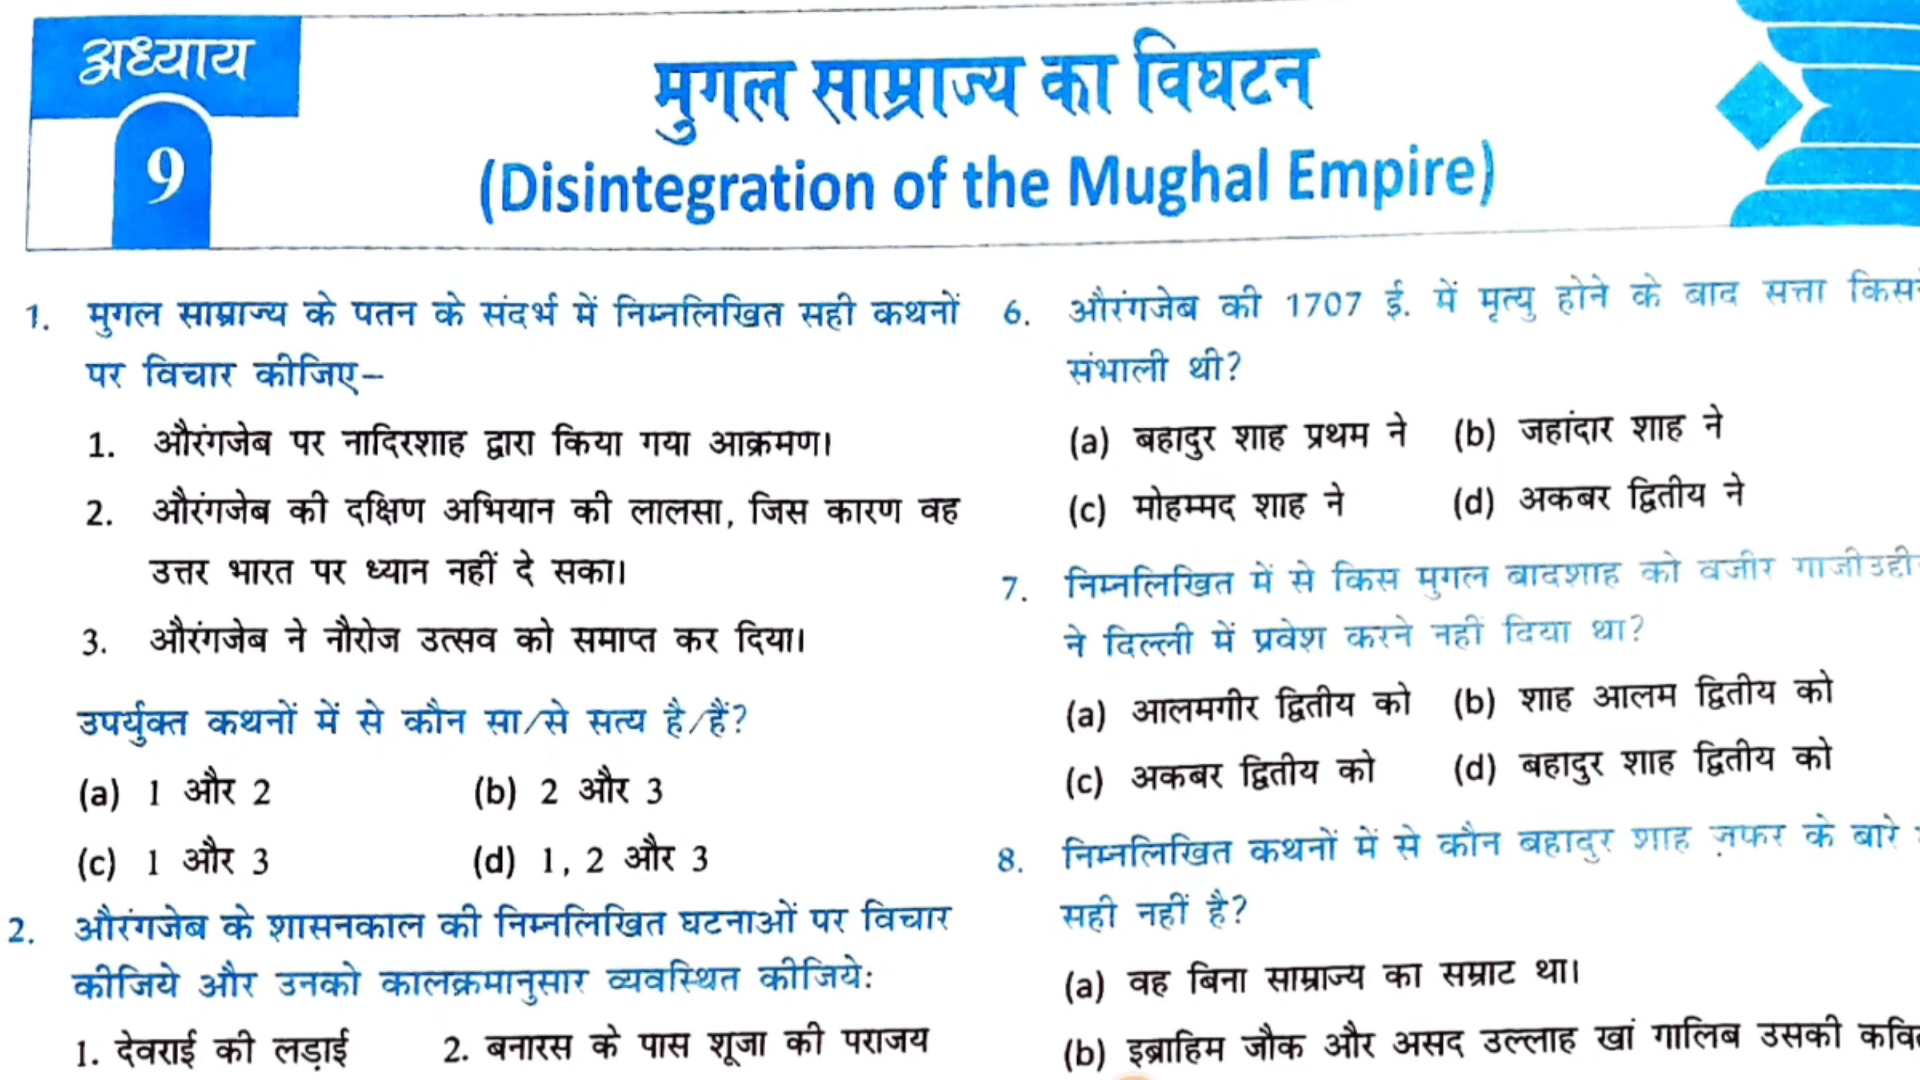 अध्याय
9
मुगल साम्राज्य का विघटन
(Disintegration of the Mughal Empire)
1. मुगल साम्राज्य के पतन के संदर्भ में निम्नलिखित सही कथनों
पर विचार कीजिए–
1. औरंगजेब पर नादिरशाह द्वारा किया गया आक्रमण।
2. औरंगजेब की दक्षिण अभियान की लालसा, जिस कारण वह
उत्तर भारत पर ध्यान नहीं दे सका।
3. औरंगजेब ने नौरोज उत्सव को समाप्त कर दिया।
उपर्युक्त कथनों में से कौन सा/से सत्य है/हैं?
(a) 1 और 2 (b) 2 और 3
(c) 1 और 3 (d) 1, 2 और 3
2. औरंगजेब के शासनकाल की निम्नलिखित घटनाओं पर विचार
कीजिये और उनको कालक्रमानुसार व्यवस्थित कीजिये:
1. देवराई की लड़ाई 2. बनारस के पास शूजा की पराजय
6. औरंगजेब की 1707 ई. में मृत्यु होने के बाद सत्ता
संभाली थी?
(a) बहादुर शाह प्रथम ने (b) जहांदार शाह ने
(c) मोहम्मद शाह ने (d) अकबर द्वितीय ने
7. निम्नलिखित में से किस मुगल बादशाह को वजीर
ने दिल्ली में प्रवेश करने नहीं दिया था?
(a) आलमगीर द्वितीय को (b) शाह आलम द्वितीय को
(c) अकबर द्वितीय को (d) बहादुर शाह द्वितीय को
8. निम्नलिखित कथनों में से कौन बहादुर शाह ज़फर के बारे
सही नहीं है?
(a) वह बिना साम्राज्य का सम्राट था।
(b) इब्राहिम जौक और असद उल्लाह खां गालिब उसकी